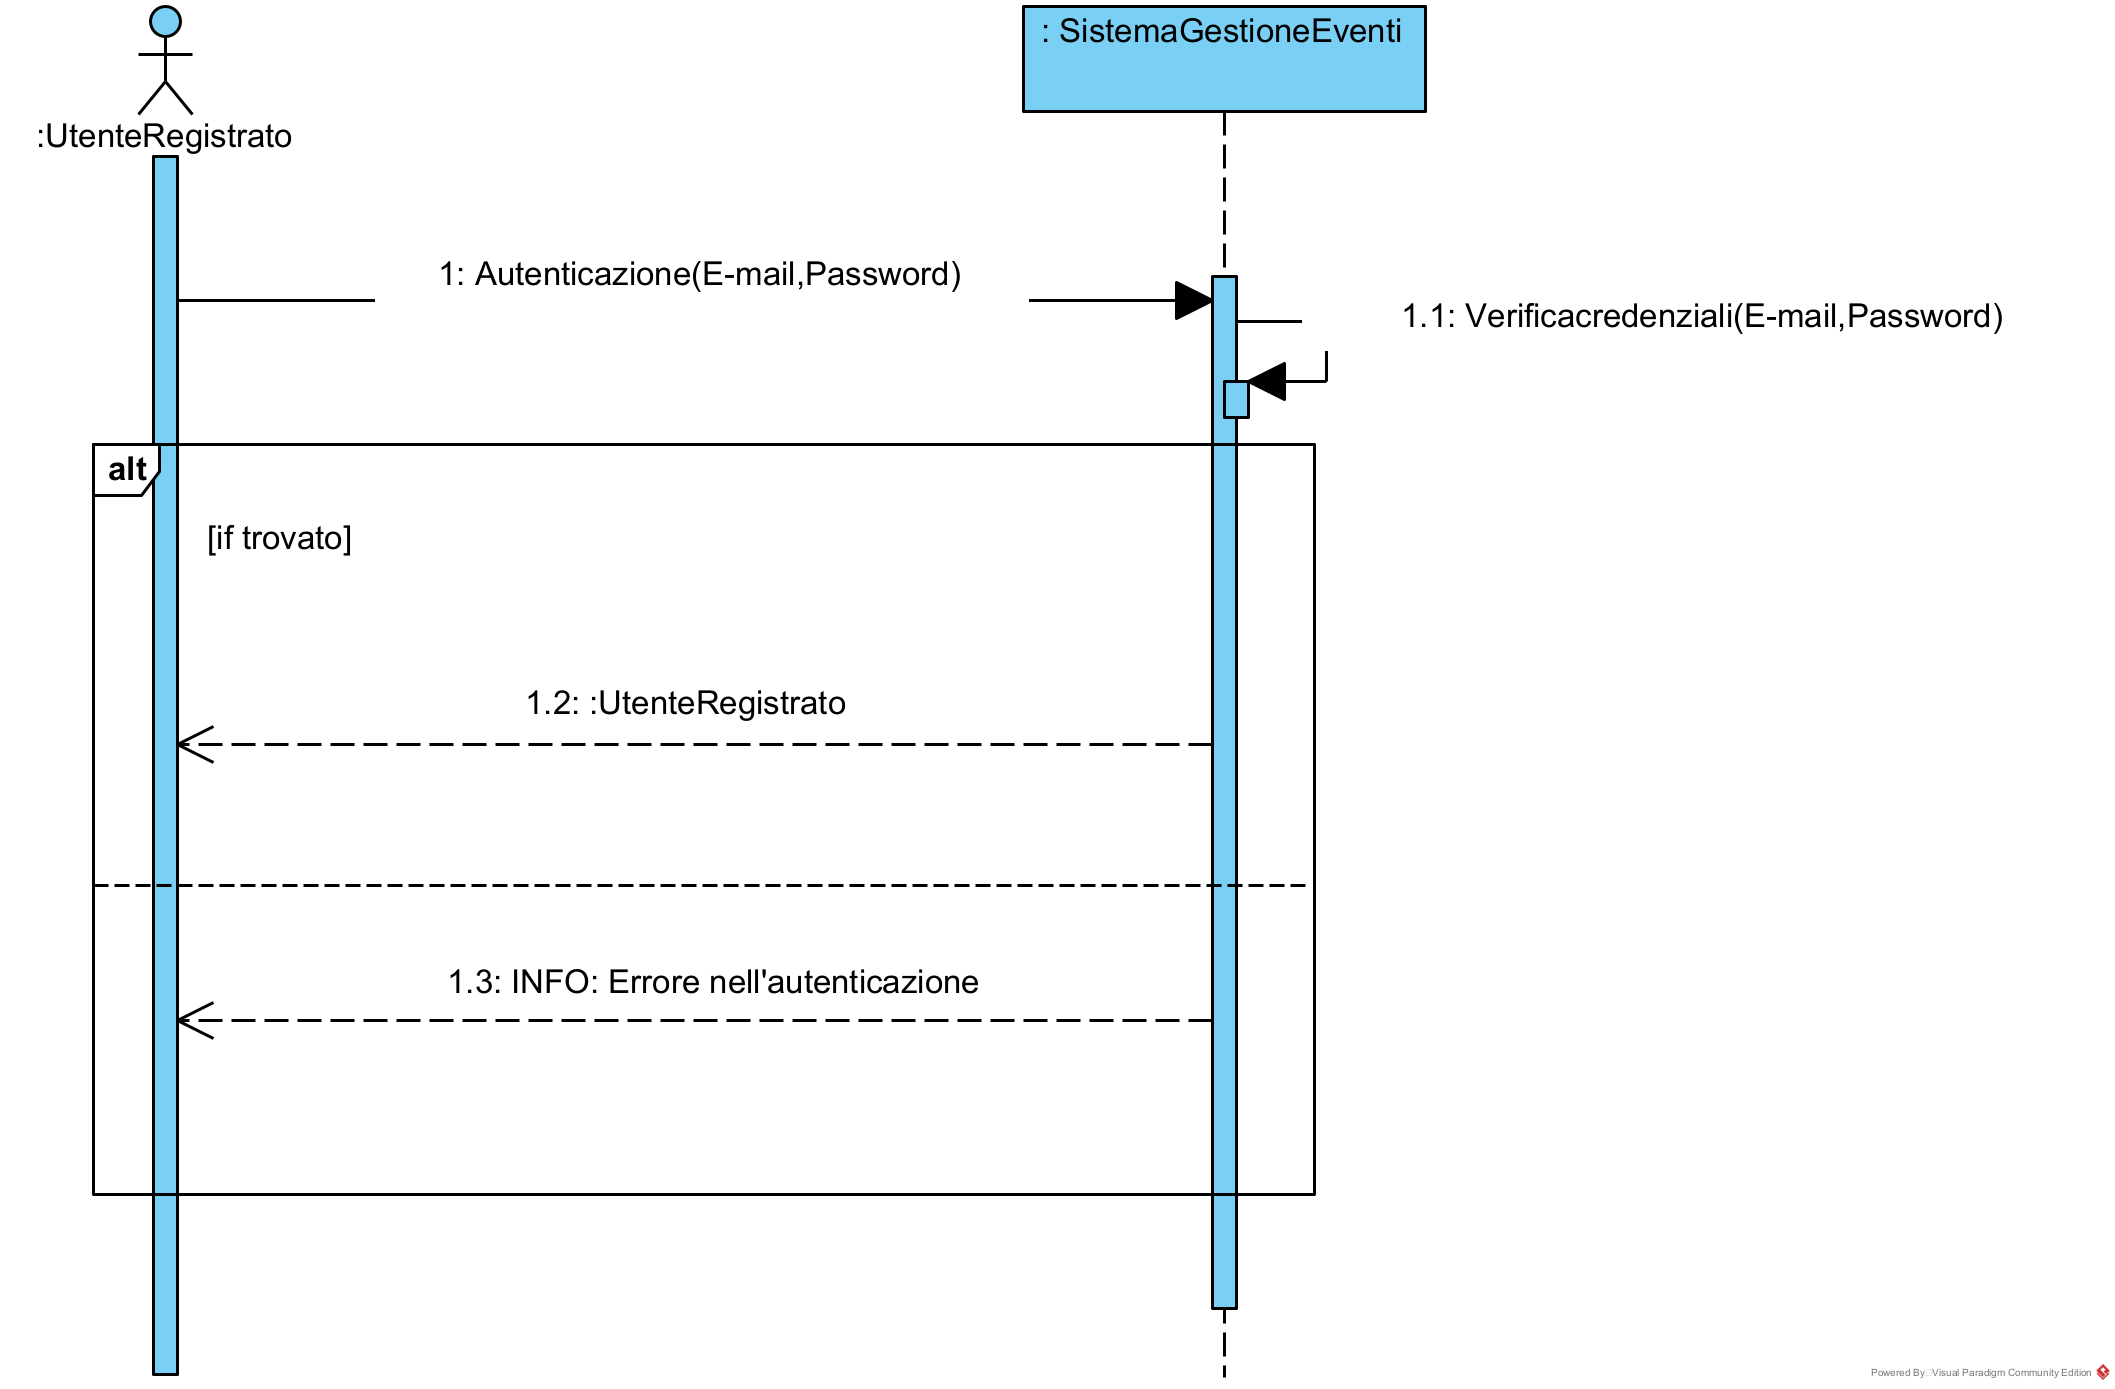 : SistemaGestioneEventi
:UtenteRegistrato
1: Autenticazione(E-mail,Password)
1.1: Verificacredenziali(E-mail,Password)
alt
[if trovato]
1.2: :UtenteRegistrato
1.3: INFO: Errore nell'autenticazione
Powered By Visual Paradigm Community Edition